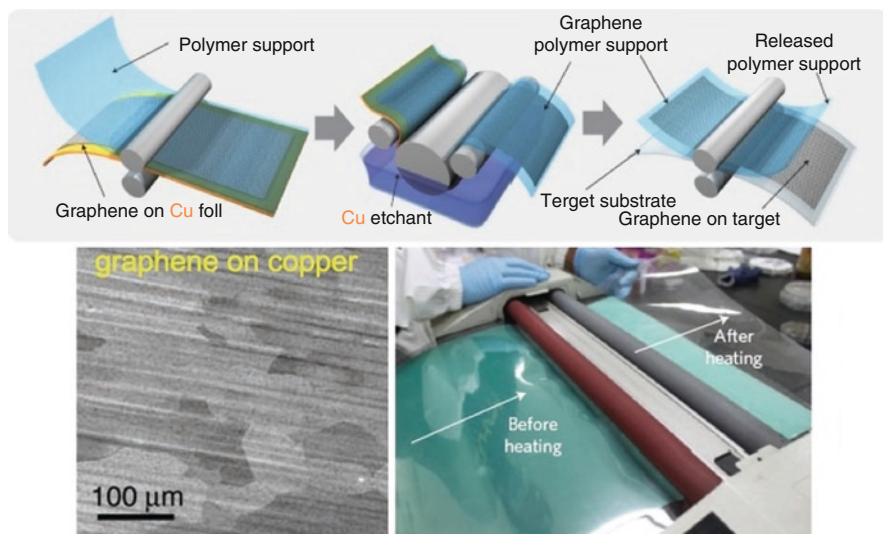 Polymer support
Graphene
polymer support
Released
polymer support
Graphene on Cu foll
Cu etchant
Terget substrate
Graphene on target
graphene on copper
100 μm
Before
heating
After
heating